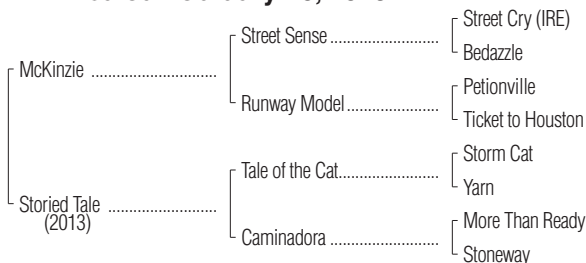 Street Cry (IRE)
Street Sense ........................
Bedazzle
McKinzie ..................................
Petionville
Runway Model .......................
Ticket to Houston
Storm Cat
Tale of the Cat.........................
Yarn
Storied Tale .............................
(2013)
More Than Ready
Caminadora ...........................
Stoneway